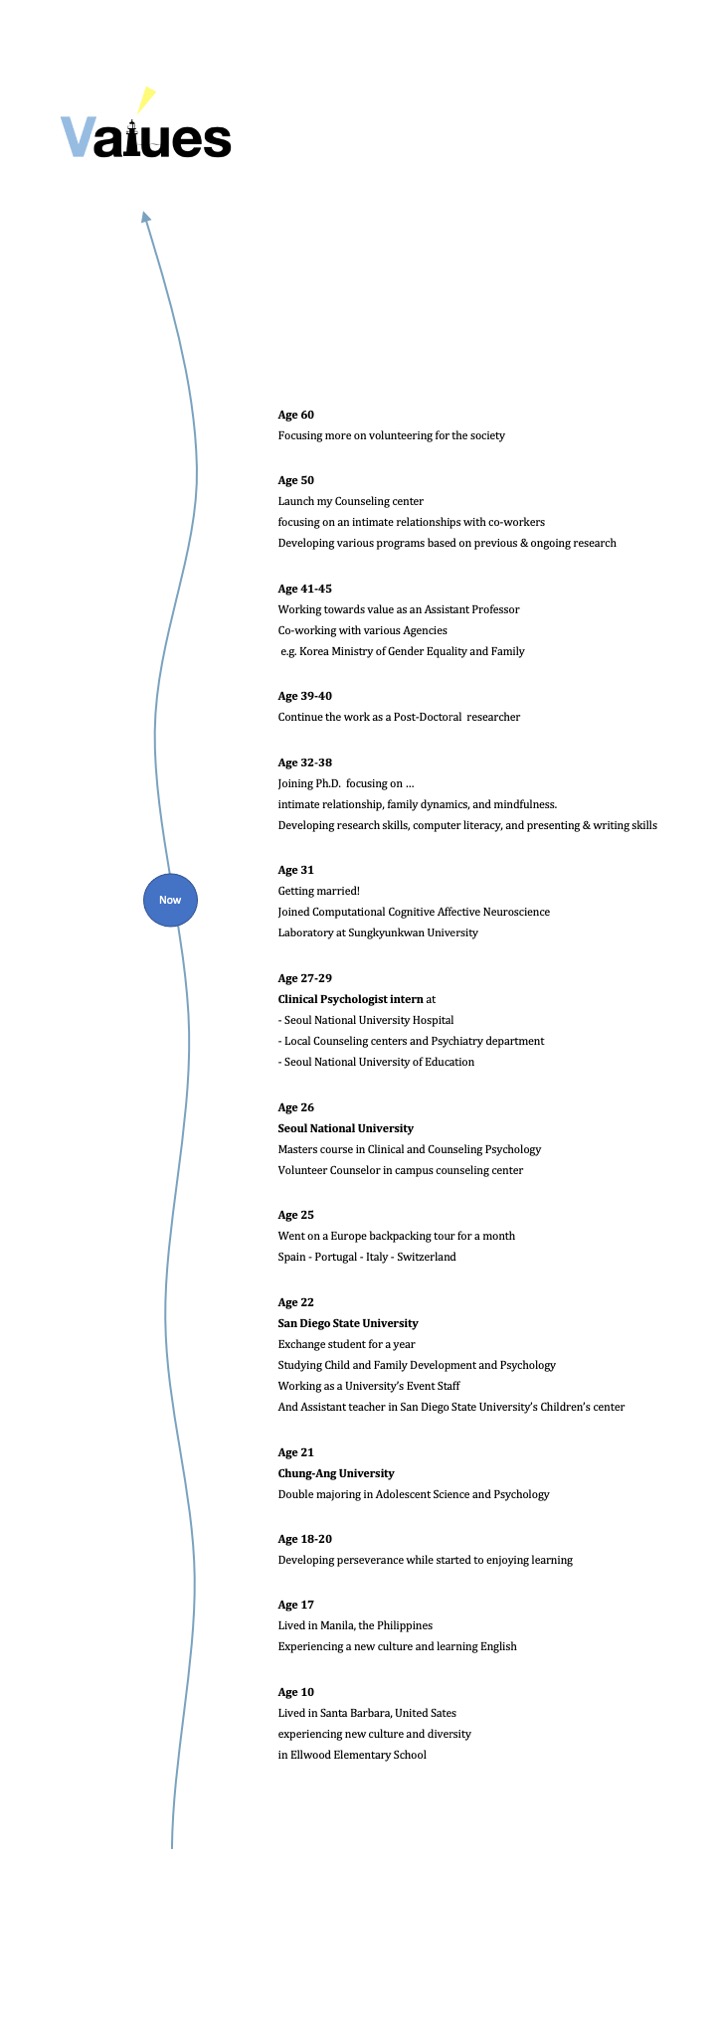 Values
Age 60
Focusing more on volunteering for the society
Age 50
Launch my Counseling center
focusing on an intimate relationships with co-workers
Developing various programs based on previous & ongoing research
Age 41-45
Working towards value as an Assistant Professor
Co-working with various Agencies
e.g. Korea Ministry of Gender Equality and Family
Age 39-40
Continue the work as a Post-Doctoral researcher
Age 32-38
Joining Ph.D. focusing on ...
intimate relationship, family dynamics, and mindfulness.
Developing research skills, computer literacy, and presenting & writing skills
Now
Age 31
Getting married!
Joined Computational Cognitive Affective Neuroscience
Laboratory at Sungkyunkwan University
Age 27-29
Clinical Psychologist intern at
- Seoul National University Hospital
- Local Counseling centers and Psychiatry department
- Seoul National University of Education
Age 26
Seoul National University
Masters course in Clinical and Counseling Psychology
Volunteer Counselor in campus counseling center
Age 25
Went on a Europe backpacking tour for a month
Spain - Portugal - Italy - Switzerland
Age 22
San Diego State University
Exchange student for a year
Studying Child and Family Development and Psychology
Working as a University's Event Staff
And Assistant teacher in San Diego State University's Children's center
Age 21
Chung-Ang University
Double majoring in Adolescent Science and Psychology
Age 18-20
Developing perseverance while started to enjoying learning
Age 17
Lived in Manila, the Philippines
Experiencing a new culture and learning English
Age 10
Lived in Santa Barbara, United Sates
experiencing new culture and diversity
in Ellwood Elementary School